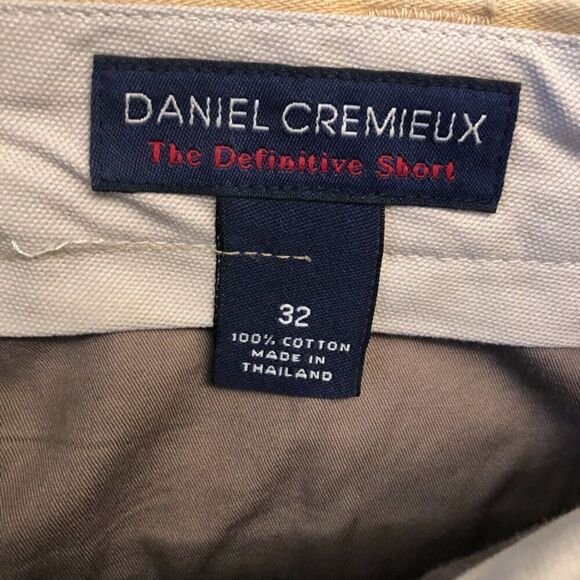 DANIEL CREMIEUX
The Definitive Short
32
100% COTTON
MADE IN
THAILAND